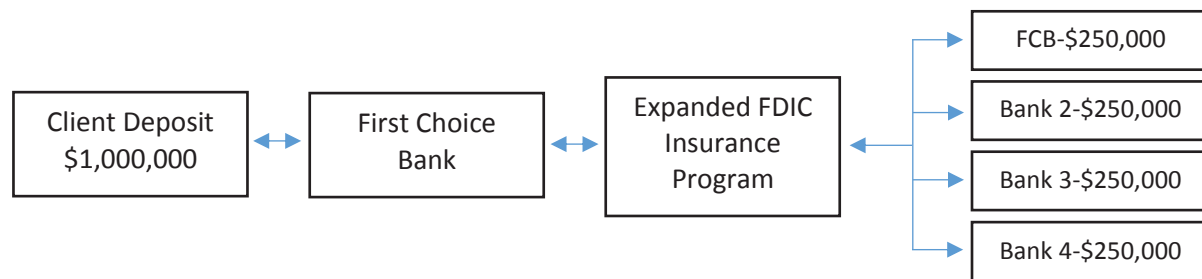 Client Deposit
$1,000,000
First Choice
Bank
Expanded FDIC
Insurance
Program
FCB-$250,000
Bank 2-$250,000
Bank 3-$250,000
Bank 4-$250,000